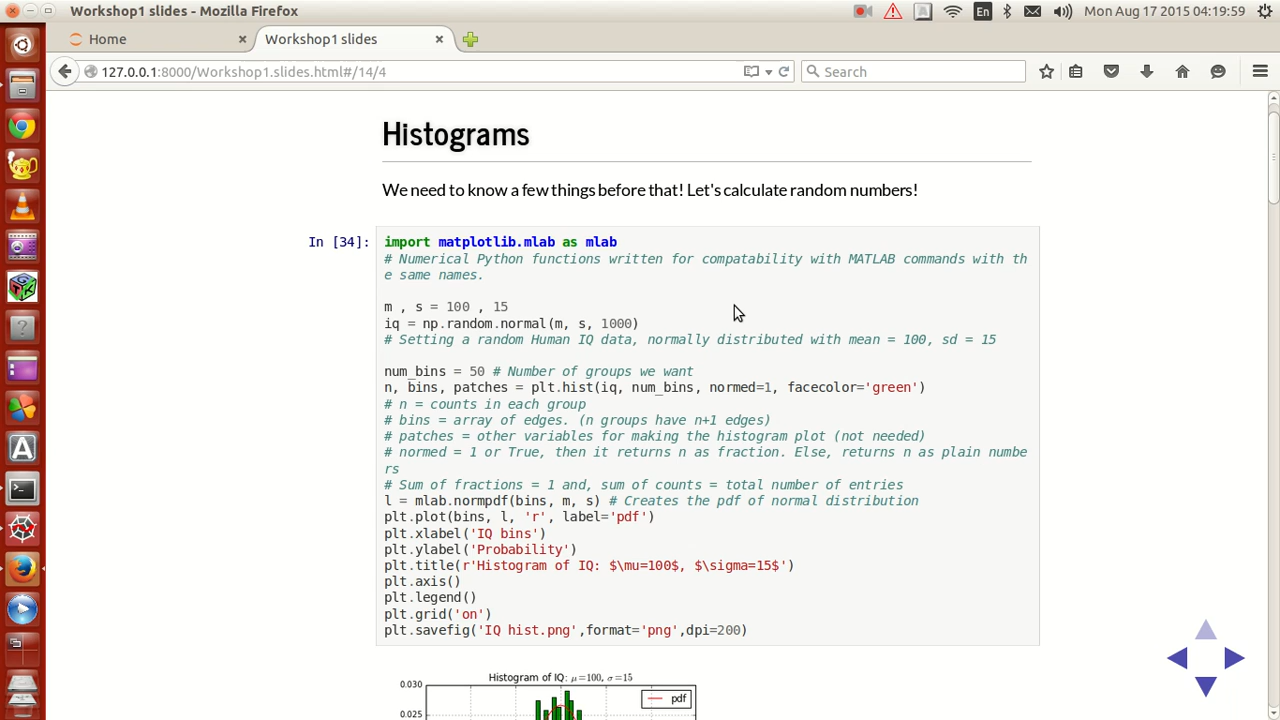 Workshop1 slides - Mozilla Firefox
En
Mon Aug 17 2015 04:19:59
Home
Workshop1 slides
127.0.0.1:8000/Workshop1.slides.html#/14/4
Search
Histograms
We need to know a few things before that! Let's calculate random numbers!
In [34]:
import matplotlib.mlab as mlab
# Numerical Python functions written for compatability with MATLAB commands with th
e same names.
m , s = 100 , 15
iq = np.random.normal(m, s, 1000)
# Setting a random Human IQ data, normally distributed with mean = 100, sd = 15
num_bins = 50 # Number of groups we want
n, bins, patches = plt.hist(iq, num_bins, normed=1, facecolor='green')
# n = counts in each group
# bins = array of edges. (n groups have n+1 edges)
# patches = other variables for making the histogram plot (not needed)
# normed = 1 or True, then it returns n as fraction. Else, returns n as plain numbe
rs
# Sum of fractions = 1 and, sum of counts = total number of entries
l = mlab.normpdf(bins, m, s) # Creates the pdf of normal distribution
plt.plot(bins, l, 'r', label='pdf')
plt.xlabel('IQ bins')
plt.ylabel('Probability')
plt.title(r'Histogram of IQ: $\mu=100$, $\sigma=15$')
plt.axis()
plt.legend()
plt.grid('on')
plt.savefig('IQ hist.png',format='png',dpi=200)
Histogram of IQ: μ=100, σ=15
0.030
pdf
0.025